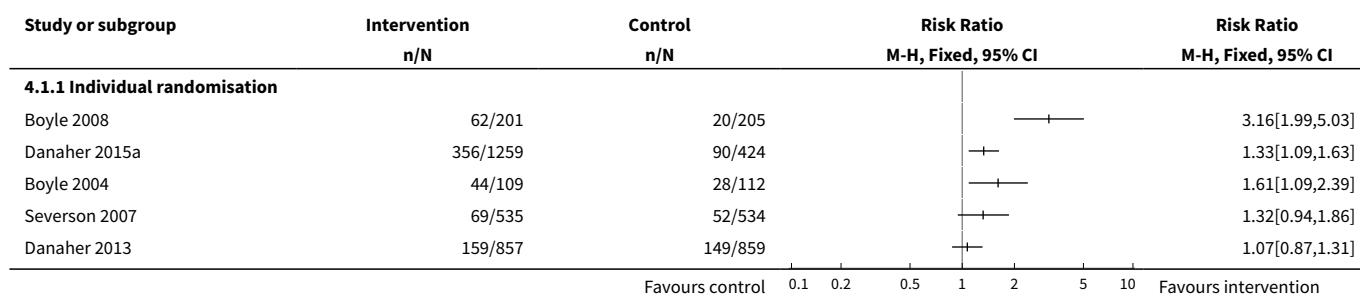 Study or subgroup Intervention Control Risk Ratio Risk Ratio
n/N n/N M-H, Fixed, 95% CI M-H, Fixed, 95% CI
4.1.1 Individual randomisation
Boyle 2008 62/201 20/205 3.16[1.99,5.03]
Danaher 2015a 356/1259 90/424 1.33[1.09,1.63]
Boyle 2004 44/109 28/112 1.61[1.09,2.39]
Severson 2007 69/535 52/534 1.32[0.94,1.86]
Danaher 2013 159/857 149/859 1.07[0.87,1.31]
Favours control 0.1 0.2 0.5 1 2 5 10 Favours intervention